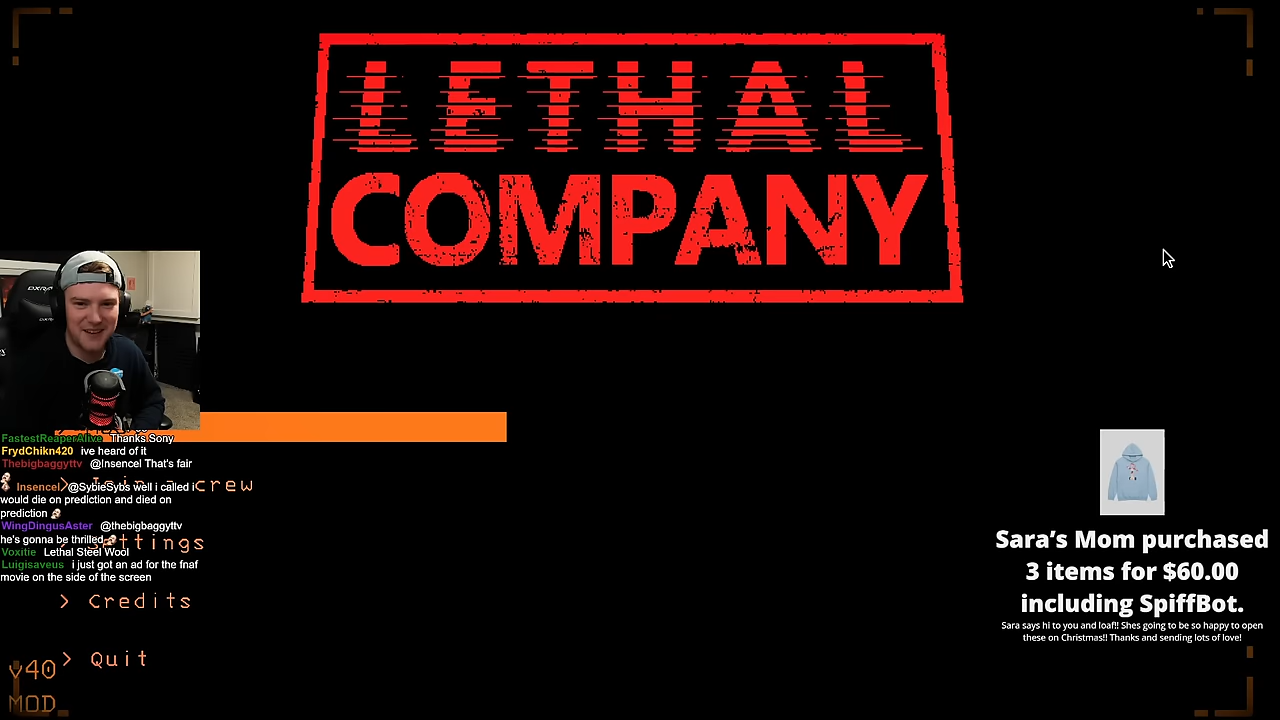 LETHAL
COMPANY
FastestReaperAlive Thanks Sony
FrydChikn420 ive heard of it
Thebigbaggyttv @Insencel That's fair
Insencel @SybieSybs well i called i
would die on prediction and died on
prediction
WingDingusAster @thebigbaggyttv
he's gonna be thrilled
Voxitie Lethal Steel Wool
Luigisaveus i just got an ad for the fnaf
movie on the side of the screen
> Join a crew
> Settings
> Credits
> Quit
v40
MOD
Sara's Mom purchased
3 items for $60.00
including SpiffBot.
Sara says hi to you and loaf!! Shes going to be so happy to open
these on Christmas!! Thanks and sending lots of love!